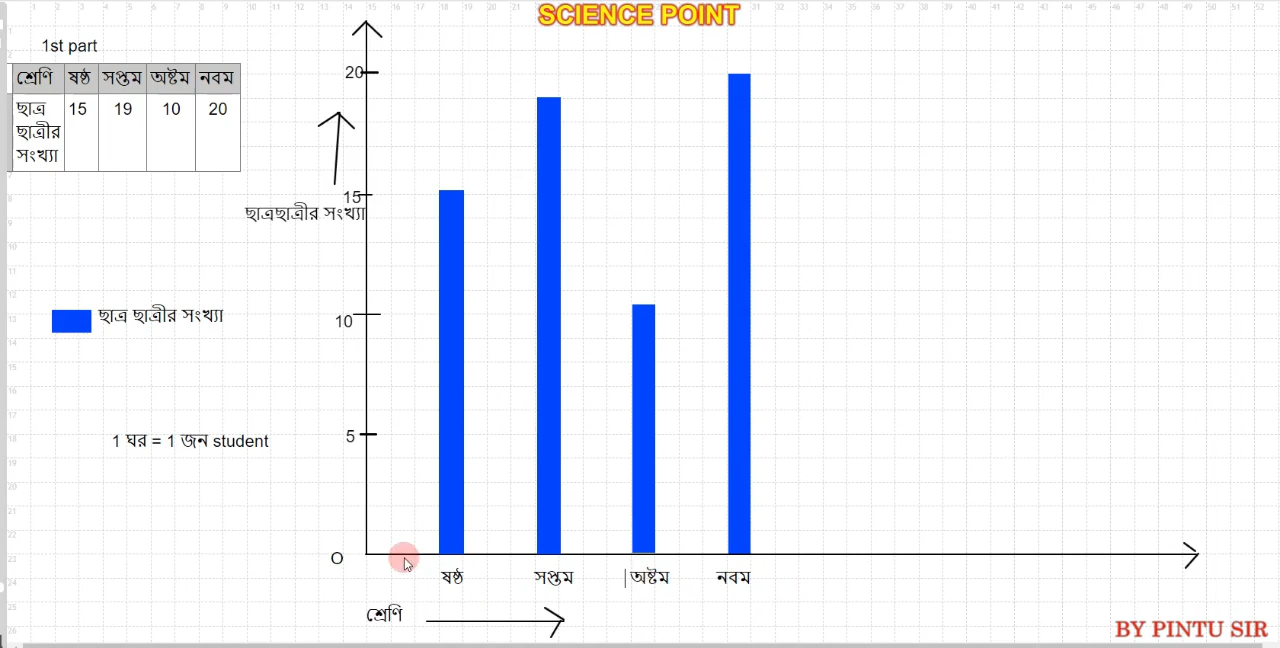 SCIENCE POINT
1st part
শ্রেণি ষষ্ঠ সপ্তম অষ্টম নবম
ছাত্র ছাত্রীর সংখ্যা 15 19 10 20
20
15
ছাত্রছাত্রীর সংখ্যা
ছাত্র ছাত্রীর সংখ্যা
10
5
1 ঘর = 1 জন student
O
ষষ্ঠ সপ্তম অষ্টম নবম
শ্রেণি
BY PINTU SIR